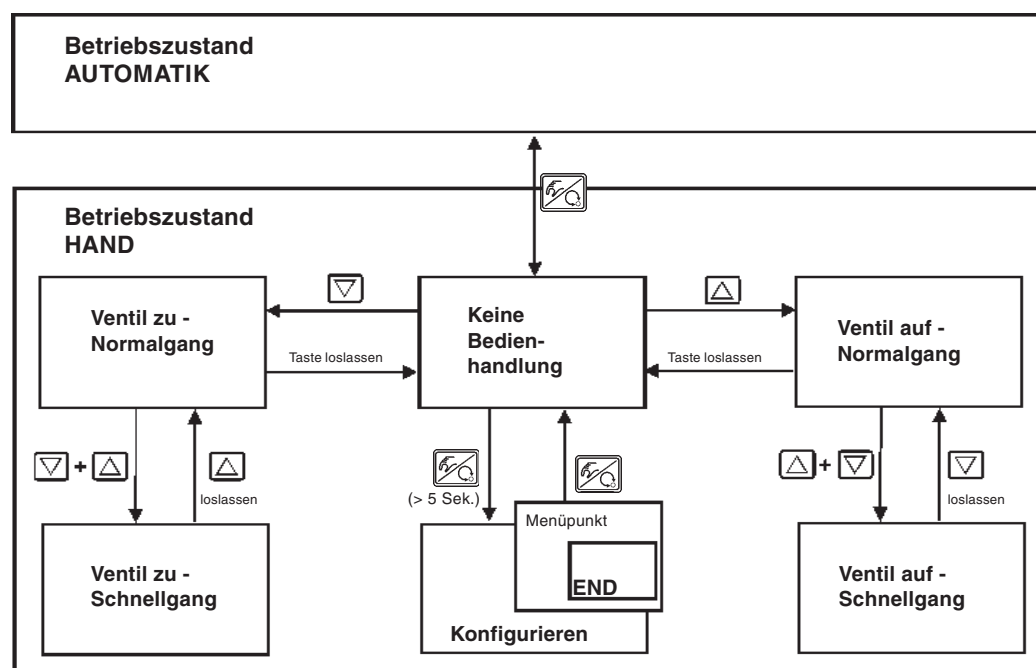 Betriebszustand
AUTOMATIK
Betriebszustand
HAND
Ventil zu -
Normalgang
Taste loslassen
Keine
Bedien-
handlung
Taste loslassen
Ventil auf -
Normalgang
+
loslassen
(> 5 Sek.)
+
loslassen
Ventil zu -
Schnellgang
Menüpunkt
END
Konfigurieren
Ventil auf -
Schnellgang